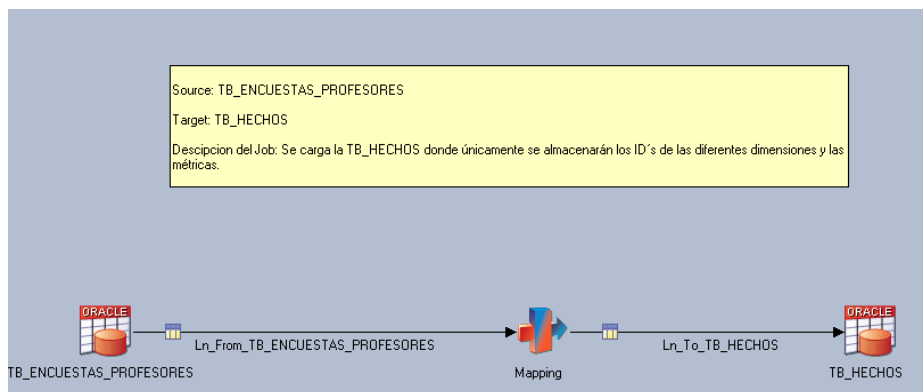 Source: TB_ENCUESTAS_PROFESORES
Target: TB_HECHOS
Descipcion del Job: Se carga la TB_HECHOS donde únicamente se almacenarán los ID´s de las diferentes dimensiones y las
métricas.
ORACLE
ORACLE
Ln_From_TB_ENCUESTAS_PROFESORES
Ln_To_TB_HECHOS
TB_ENCUESTAS_PROFESORES
Mapping
TB_HECHOS